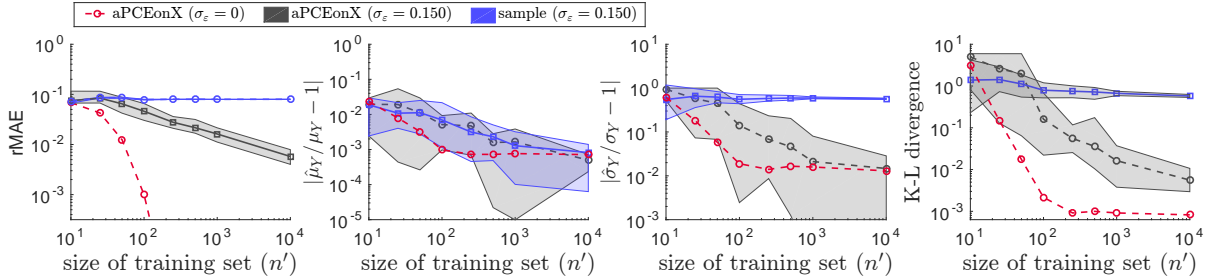 aPCEonX (σ_ε = 0) aPCEonX (σ_ε = 0.150) sample (σ_ε = 0.150)
rMAE
10^0
10^-1
10^-2
10^-3
10^1 10^2 10^3 10^4
size of training set (n′)
|μ̂_Y/μ_Y − 1|
10^0
10^-1
10^-2
10^-3
10^-4
10^-5
10^1 10^2 10^3 10^4
size of training set (n′)
|σ̂_Y/σ_Y − 1|
10^1
10^0
10^-1
10^-2
10^-3
10^1 10^2 10^3 10^4
size of training set (n′)
K-L divergence
10^1
10^0
10^-1
10^-2
10^-3
10^1 10^2 10^3 10^4
size of training set (n′)